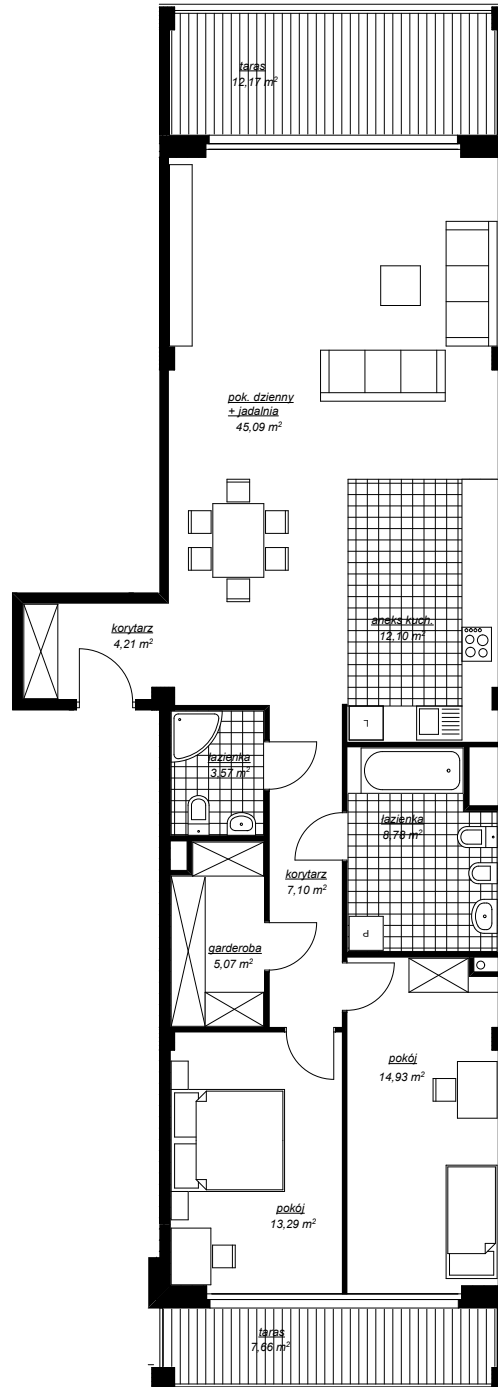 taras
12,17 m²
pok. dzienny
+ jadalnia
45,09 m²
aneks kuch.
12,10 m²
korytarz
4,21 m²
L
łazienka
3,57 m²
łazienka
8,78 m²
korytarz
7,10 m²
P
garderoba
5,07 m²
pokój
14,93 m²
pokój
13,29 m²
taras
7,66 m²